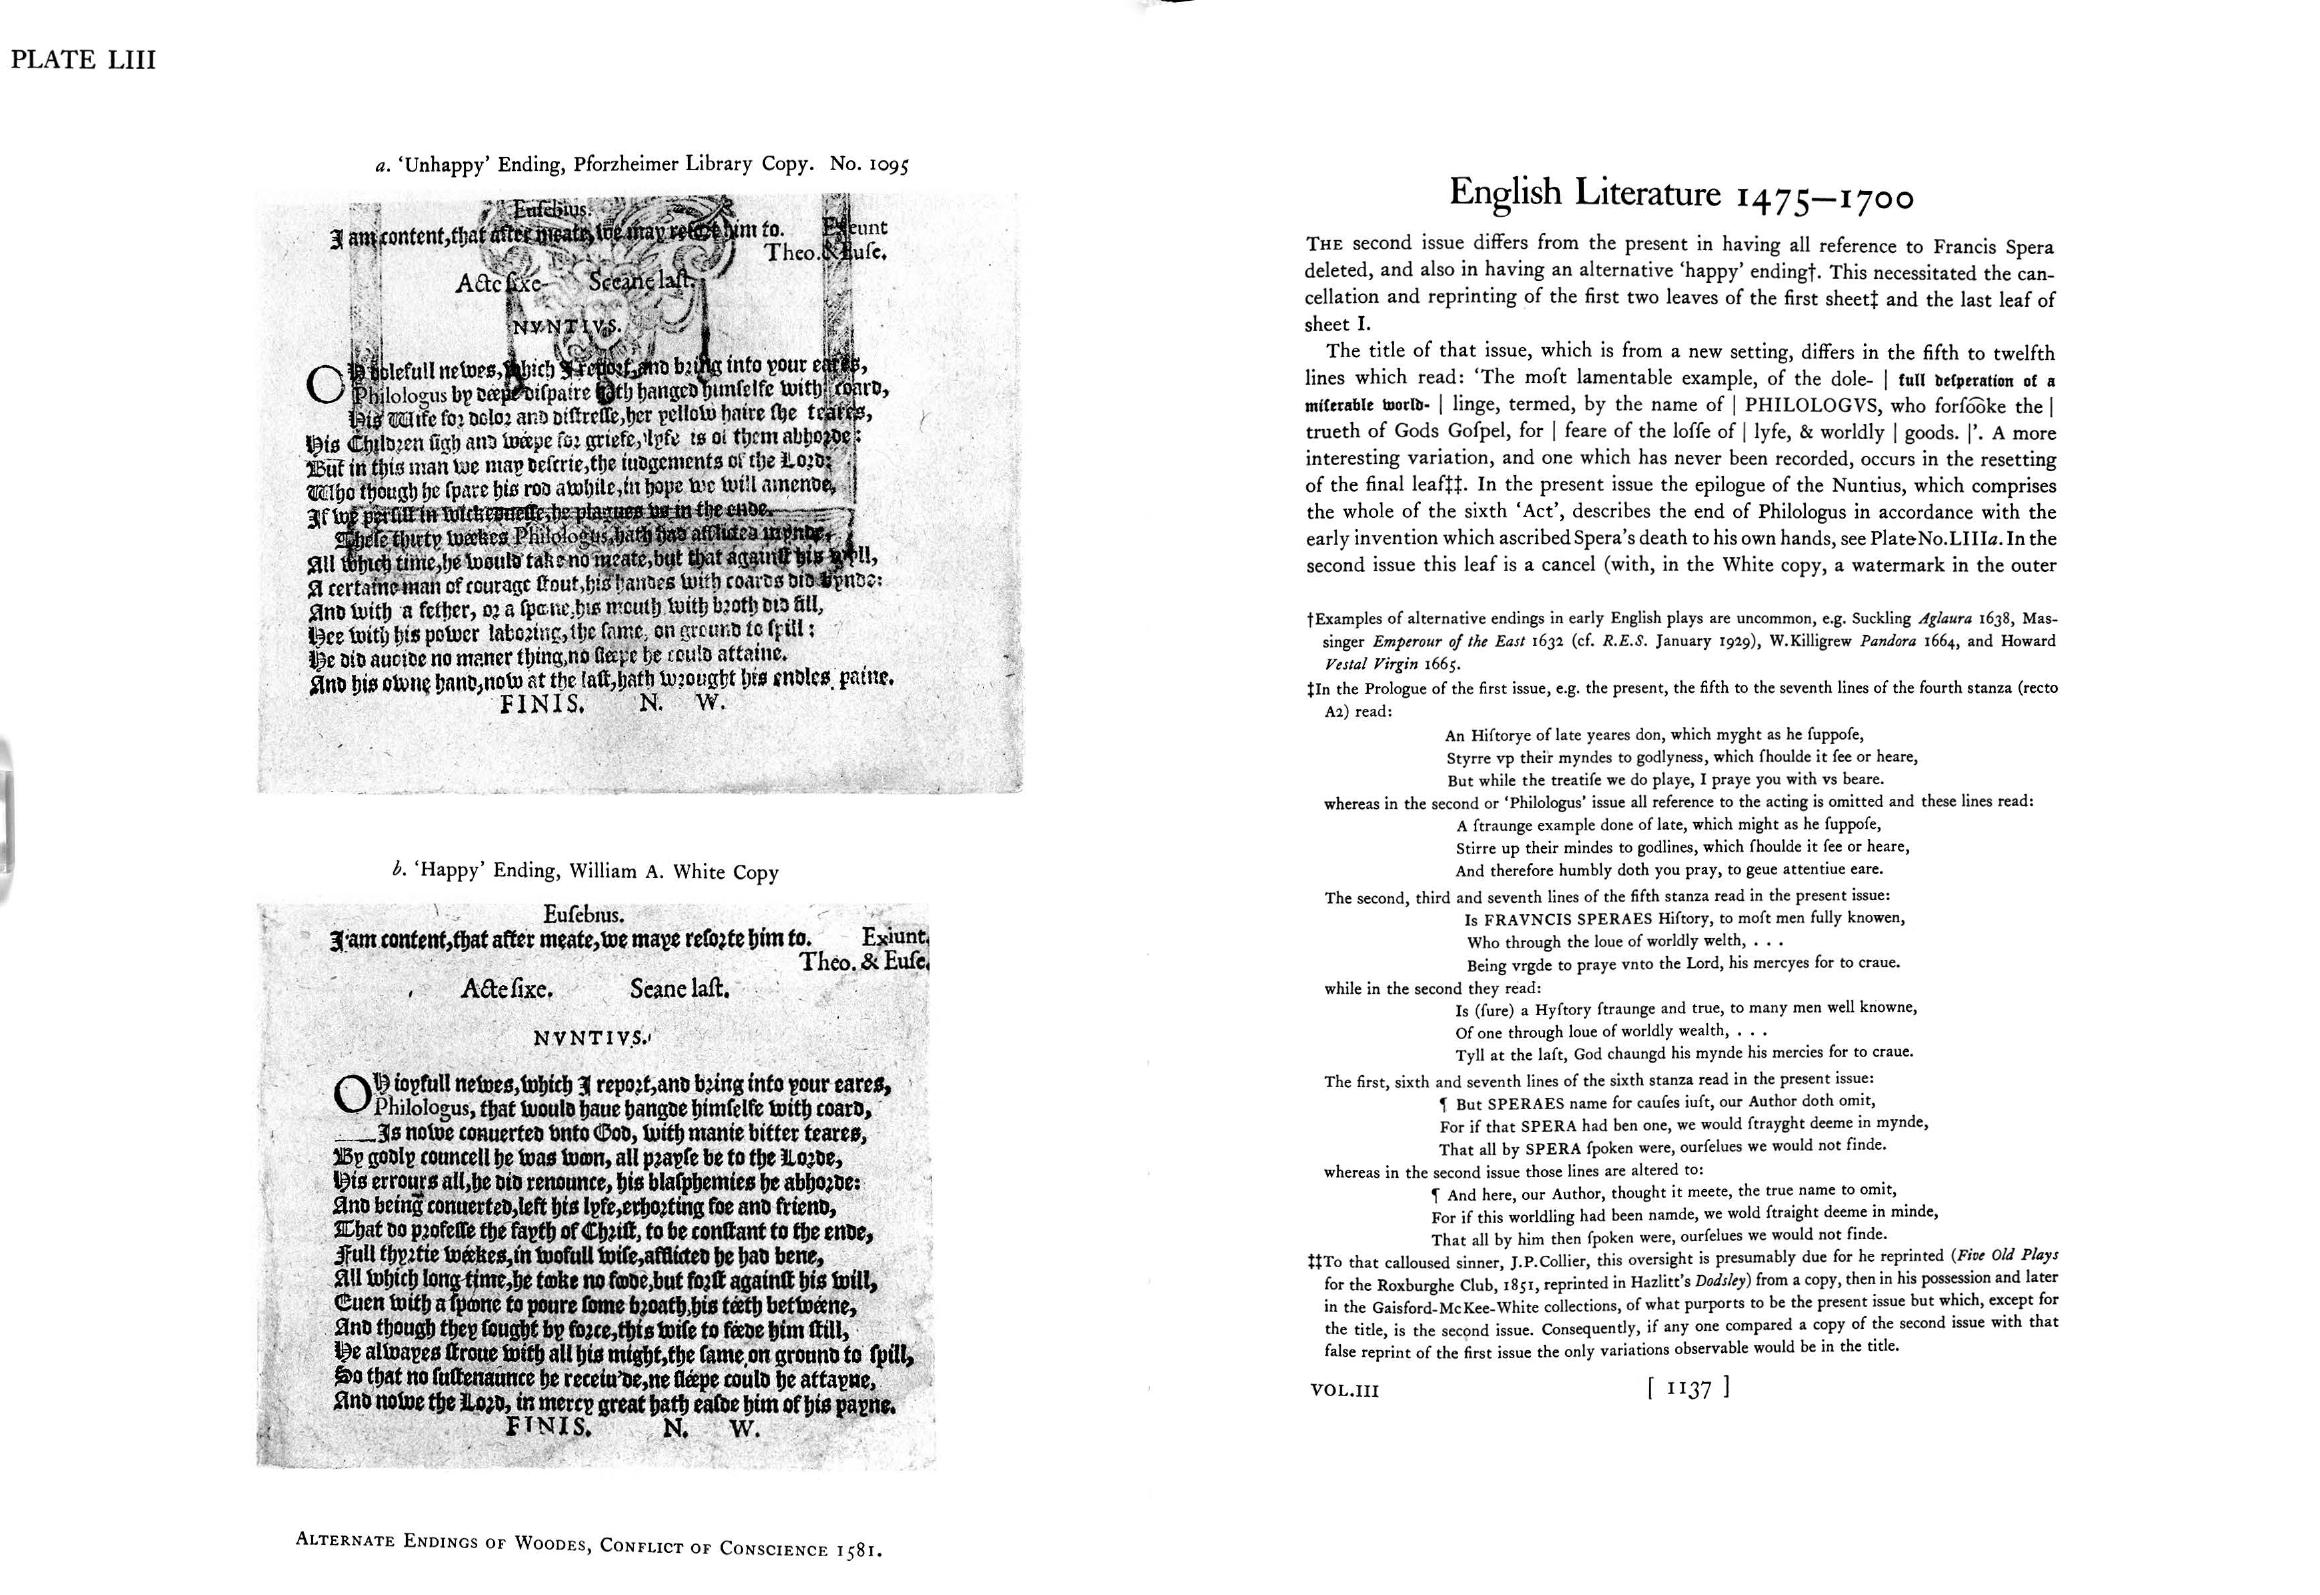 PLATE LIII
a. ‘Unhappy’ Ending, Pforzheimer Library Copy. No. 1095
Euſebius.
I am content,that after meate,we may reſort him to. Exeunt
Theo.& Euſe.
Acte ſixe Sceane laſt.
NVNTIVS.
OH dolefull newes,which I report,and bring into your eares,
Philologus by deepe diſpaire hath hanged himſelfe with coard,
His Wife for dolor and diſtreſſe,her yellow haire ſhe teares,
His Children ſigh and weepe for griefe, lyfe is of them abhorde:
But in this man we may deſcrie,the iudgements of the Lord:
Who though he ſpare his rod awhile,in hope we will amende,
If we perſiſt in wickedneſſe,he plagues us in the ende.
Theſe thirty weekes Philologus,hath had afflicted mynde,
All which time,he would take no meate,but that againſt his wyll,
A certaine man of courage ſtout,his handes with coards did bynde:
And with a fether, or a ſpone,his mouth with broth did fill,
Hee with his power laboring,the ſame, on ground to ſpill:
He did auoide no maner thing,no ſleepe he could attaine.
And his owne hand,now at the laſt,hath wrought his endles paine.
FINIS. N. W.
b. ‘Happy’ Ending, William A. White Copy
Euſebius.
I am content,that after meate,we maye reſorte him to. Exiunt.
Theo. & Euſe.
Acte ſixe. Sceane laſt.
NVNTIVS.
OH ioyfull newes,which I report,and bring into your eares,
Philologus, that would haue hangde himſelfe with coard,
Is nowe conuerted vnto God, with manie bitter teares,
By godly councell he was woon, all prayſe be to the Lorde,
His errours all,he did renounce, his blaſphemies he abhorde:
And being conuerted,left his lyfe,exhorting foe and friend,
That do profeſſe the fayth of Chriſt, to be conſtant to the ende,
Full thyrtie weekes,in wofull wiſe,afflicted he had bene,
All which long time,he tooke no foode,but forſt againſt his will,
Euen with a ſpoone to poure ſome broath,his teeth betweene,
And though they ſought by force,this wiſe to feede him ſtill,
He alwayes ſtroue with all his might,the ſame on ground to ſpill,
So that no ſuſtenaunce he receiu'de,ne ſleepe could he attayne,
And nowe the Lord, in mercy great hath eaſde him of his payne.
FINIS. N. W.
ALTERNATE ENDINGS OF WOODES, CONFLICT OF CONSCIENCE 1581.
English Literature 1475—1700
THE second issue differs from the present in having all reference to Francis Spera
deleted, and also in having an alternative ‘happy’ ending†. This necessitated the can-
cellation and reprinting of the first two leaves of the first sheet‡ and the last leaf of
sheet I.
The title of that issue, which is from a new setting, differs in the fifth to twelfth
lines which read: ‘The moſt lamentable example, of the dole- | full deſperation of a
miſerable world- | linge, termed, by the name of | PHILOLOGVS, who forſo͡oke the |
trueth of Gods Goſpel, for | feare of the loſſe of | lyfe, & worldly | goods. |’. A more
interesting variation, and one which has never been recorded, occurs in the resetting
of the final leaf‡‡. In the present issue the epilogue of the Nuntius, which comprises
the whole of the sixth ‘Act’, describes the end of Philologus in accordance with the
early invention which ascribed Spera’s death to his own hands, see Plate No.LIIIa. In the
second issue this leaf is a cancel (with, in the White copy, a watermark in the outer
†Examples of alternative endings in early English plays are uncommon, e.g. Suckling Aglaura 1638, Mas-
singer Emperour of the East 1632 (cf. R.E.S. January 1929), W.Killigrew Pandora 1664, and Howard
Vestal Virgin 1665.
‡In the Prologue of the first issue, e.g. the present, the fifth to the seventh lines of the fourth stanza (recto
A2) read:
An Hiſtorye of late yeares don, which myght as he ſuppoſe,
Styrre vp their myndes to godlyness, which ſhoulde it ſee or heare,
But while the treatiſe we do playe, I praye you with vs beare.
whereas in the second or ‘Philologus’ issue all reference to the acting is omitted and these lines read:
A ſtraunge example done of late, which might as he ſuppoſe,
Stirre up their mindes to godlines, which ſhoulde it ſee or heare,
And therefore humbly doth you pray, to geue attentiue eare.
The second, third and seventh lines of the fifth stanza read in the present issue:
Is FRAVNCIS SPERAES Hiſtory, to moſt men fully knowen,
Who through the loue of worldly welth, . . .
Being vrgde to praye vnto the Lord, his mercyes for to craue.
while in the second they read:
Is (ſure) a Hyſtory ſtraunge and true, to many men well knowne,
Of one through loue of worldly wealth, . . .
Tyll at the laſt, God chaungd his mynde his mercies for to craue.
The first, sixth and seventh lines of the sixth stanza read in the present issue:
¶ But SPERAES name for cauſes iuſt, our Author doth omit,
For if that SPERA had ben one, we would ſtrayght deeme in mynde,
That all by SPERA ſpoken were, ourſelues we would not finde.
whereas in the second issue those lines are altered to:
¶ And here, our Author, thought it meete, the true name to omit,
For if this worldling had been namde, we wold ſtraight deeme in minde,
That all by him then ſpoken were, ourſelues we would not finde.
‡‡To that calloused sinner, J.P.Collier, this oversight is presumably due for he reprinted (Five Old Plays
for the Roxburghe Club, 1851, reprinted in Hazlitt’s Dodsley) from a copy, then in his possession and later
in the Gaisford-McKee-White collections, of what purports to be the present issue but which, except for
the title, is the second issue. Consequently, if any one compared a copy of the second issue with that
false reprint of the first issue the only variations observable would be in the title.
VOL.III [ 1137 ]